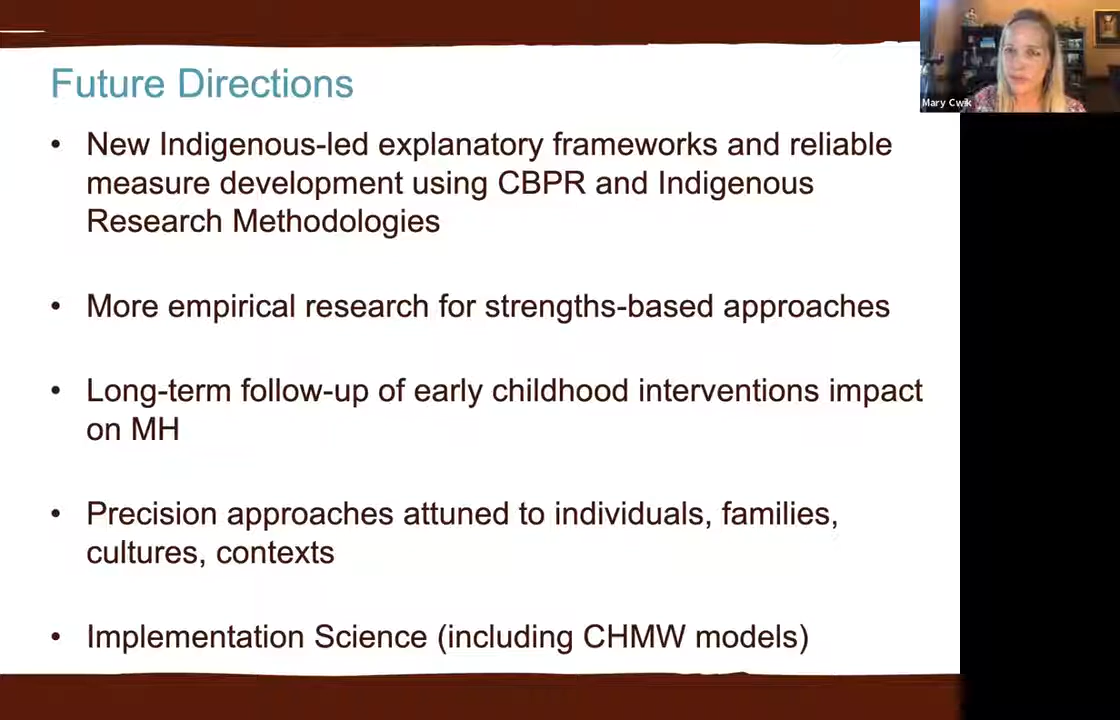 Future Directions
• New Indigenous-led explanatory frameworks and reliable
measure development using CBPR and Indigenous
Research Methodologies
• More empirical research for strengths-based approaches
• Long-term follow-up of early childhood interventions impact
on MH
• Precision approaches attuned to individuals, families,
cultures, contexts
• Implementation Science (including CHMW models)
Mary Cwik